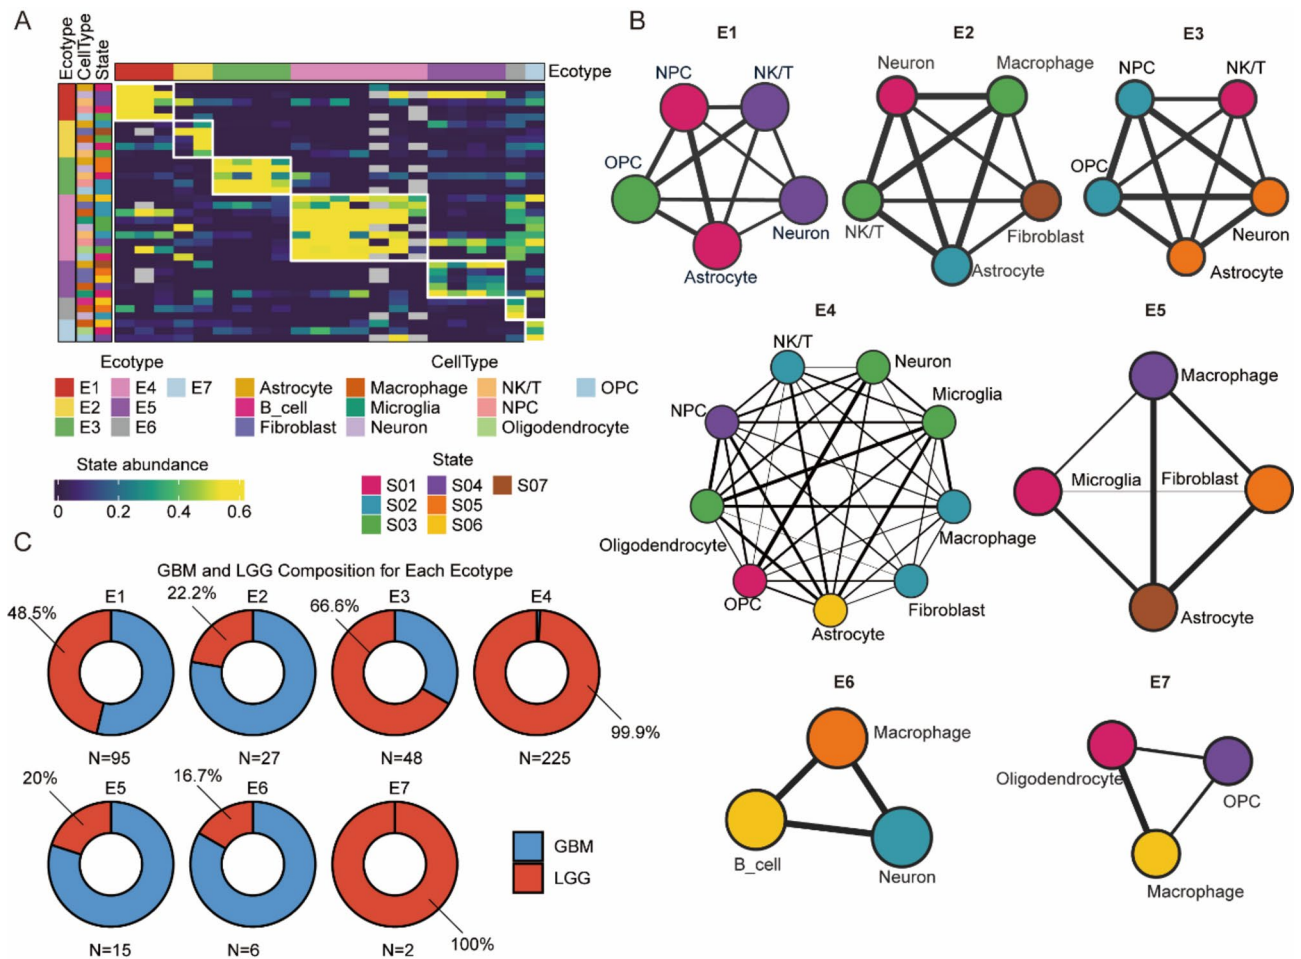 A
Ecotype
CellType
State
Ecotype
Ecotype
E1
E4
E7
E2
E5
E3
E6
CellType
Astrocyte
Macrophage
NK/T
OPC
B_cell
Microglia
NPC
Fibroblast
Neuron
Oligodendrocyte
State abundance
0
0.2
0.4
0.6
State
S01
S04
S07
S02
S05
S03
S06
B
E1
NPC
NK/T
OPC
Neuron
Astrocyte
E2
Neuron
Macrophage
NK/T
Fibroblast
Astrocyte
E3
NPC
NK/T
OPC
Neuron
Astrocyte
E4
NK/T
Neuron
Microglia
NPC
Oligodendrocyte
Macrophage
OPC
Fibroblast
Astrocyte
E5
Macrophage
Microglia
Fibroblast
Astrocyte
E6
Macrophage
B_cell
Neuron
E7
Oligodendrocyte
OPC
Macrophage
C
GBM and LGG Composition for Each Ecotype
E1
48.5%
N=95
E2
22.2%
N=27
E3
66.6%
N=48
E4
99.9%
N=225
E5
20%
N=15
E6
16.7%
N=6
E7
100%
N=2
GBM
LGG